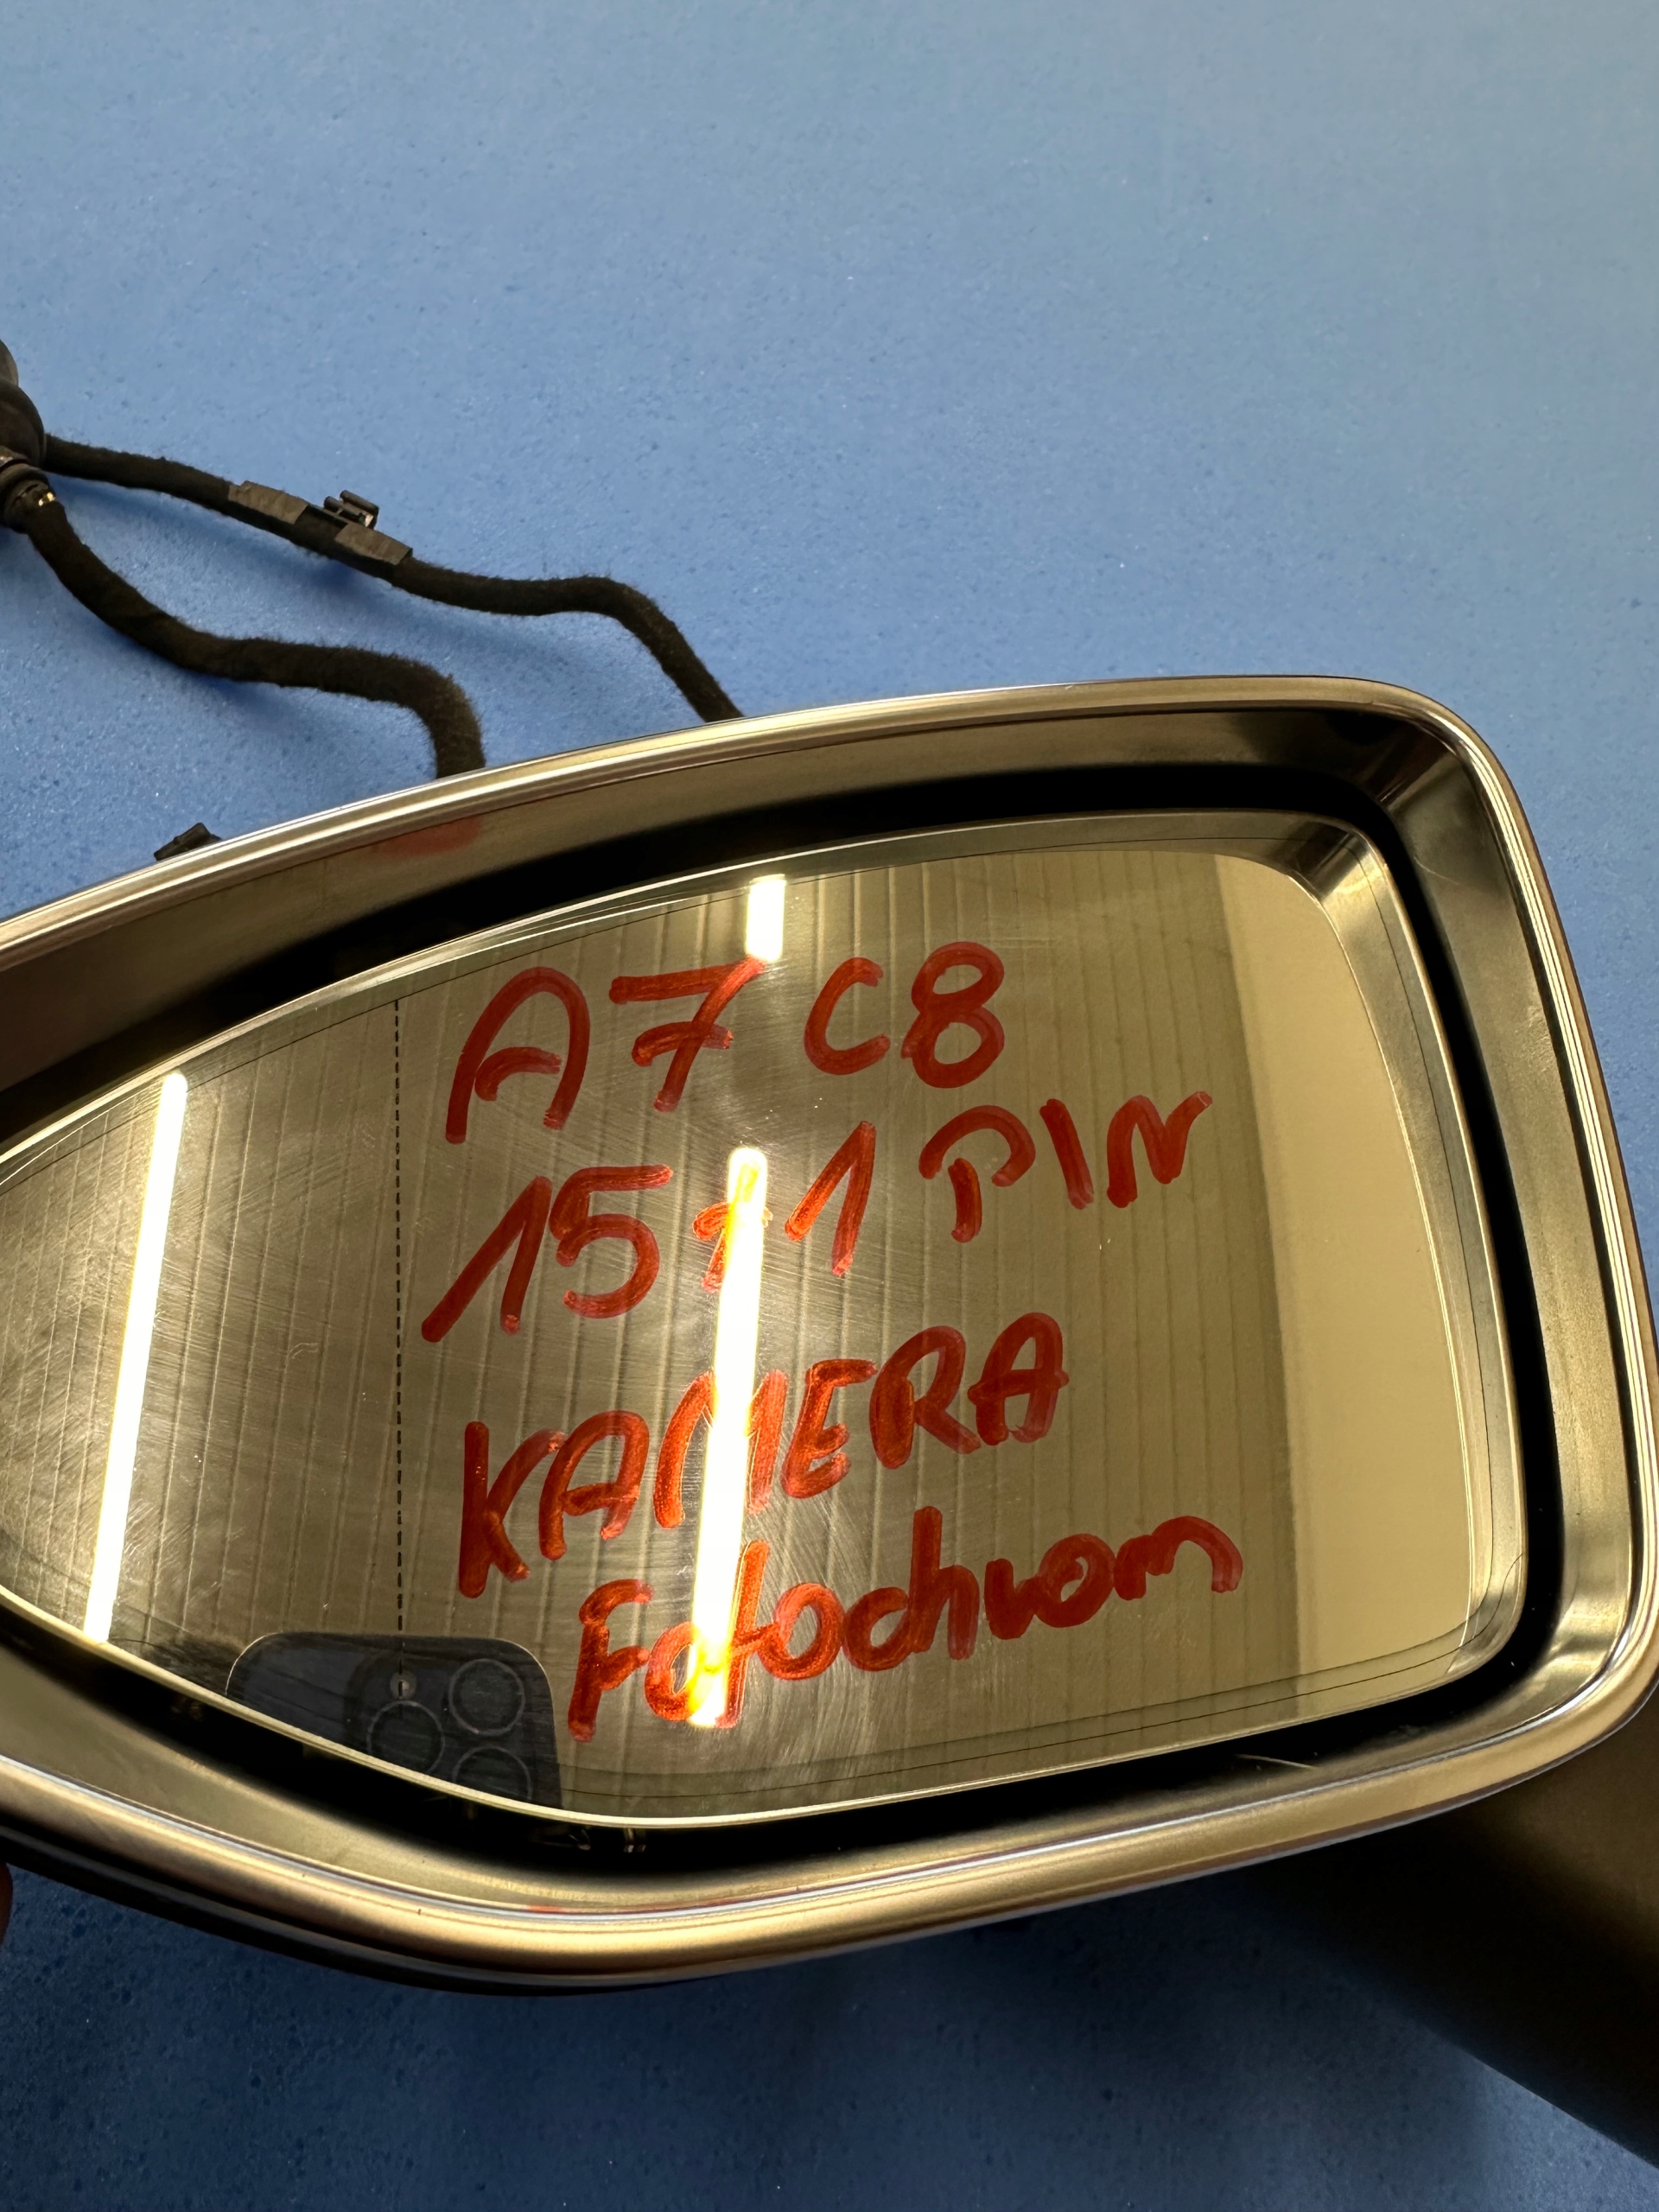 A7 C8
15+1 PIN
KAMERA
Fotochrom